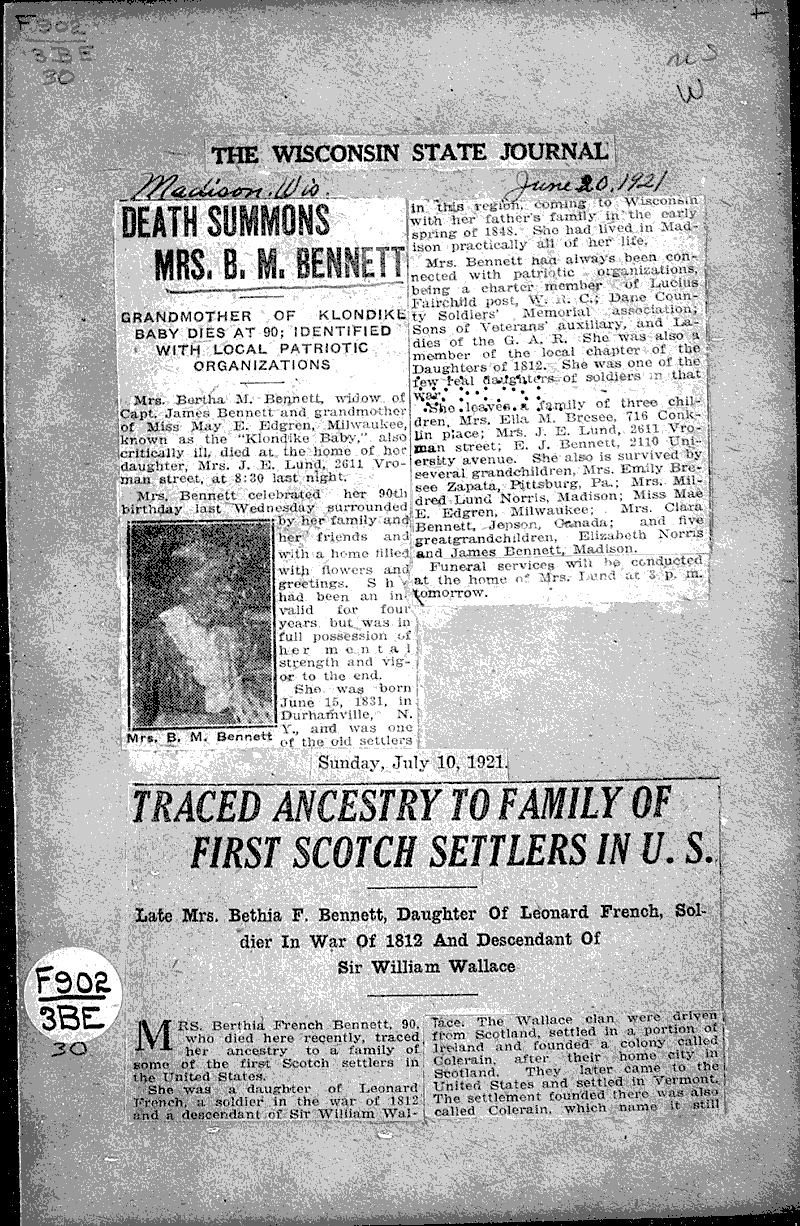 F902
3BE
30
MS
W
THE WISCONSIN STATE JOURNAL
Madison, Wis.
June 20, 1921
DEATH SUMMONS
MRS. B. M. BENNETT
GRANDMOTHER OF KLONDIKE
BABY DIES AT 90; IDENTIFIED
WITH LOCAL PATRIOTIC
ORGANIZATIONS
Mrs. Bertha M. Bennett, widow of
Capt. James Bennett and grandmother
of Miss May E. Edgren, Milwaukee,
known as the "Klondike Baby," also
critically ill, died at the home of her
daughter, Mrs. J. E. Lund, 2611 Vro-
man street, at 8:30 last night.
Mrs. Bennett celebrated her 90th
birthday last Wednesday surrounded
by her family and
her friends and
with a home filled
with flowers and
greetings. Shy
had been an in-
valid for four
years but was in
full possession of
her mental
strength and vig-
or to the end.
She was born
June 15, 1831, in
Durhamville, N.
Y., and was one
of the old settlers
Mrs. B. M. Bennett
in this region, coming to Wisconsin
with her father's family in the early
spring of 1848. She had lived in Mad-
ison practically all of her life.
Mrs. Bennett had always been con-
nected with patriotic organizations,
being a charter member of Lucius
Fairchild post, W. R. C.; Dane Coun-
ty Soldiers' Memorial association;
Sons of Veterans' auxiliary, and La-
dies of the G. A. R. She was also a
member of the local chapter of the
Daughters of 1812. She was one of the
few real daughters of soldiers in that
war.
She leaves a family of three chil-
dren, Mrs. Ella M. Bresee, 716 Conk-
lin place; Mrs. J. E. Lund, 2611 Vro-
man street; E. J. Bennett, 2110 Uni-
ersity avenue. She also is survived by
several grandchildren, Mrs. Emily Bre-
see Zapata, Pittsburg, Pa.; Mrs. Mil-
dred Lund Norris, Madison; Miss Mae
E. Edgren, Milwaukee; Mrs. Clara
Bennett, Jepson, Canada; and five
greatgrandchildren, Elizabeth Norris
and James Bennett, Madison.
Funeral services will be conducted
at the home of Mrs. Lund at 3 p. m.
tomorrow.
Sunday, July 10, 1921.
TRACED ANCESTRY TO FAMILY OF
FIRST SCOTCH SETTLERS IN U. S.
Late Mrs. Bethia F. Bennett, Daughter Of Leonard French, Sol-
dier In War Of 1812 And Descendant Of
Sir William Wallace
F902
3BE
30
MRS. Berthia French Bennett, 90,
who died here recently, traced
her ancestry to a family of
some of the first Scotch settlers in
the United States.
She was a daughter of Leonard
French, a soldier in the war of 1812
and a descendant of Sir William Wal-
lace. The Wallace clan were driven
from Scotland, settled in a portion of
Ireland and founded a colony called
Colerain, after their home city in
Scotland. They later came to the
United States and settled in Vermont.
The settlement founded there was also
called Colerain, which name it still